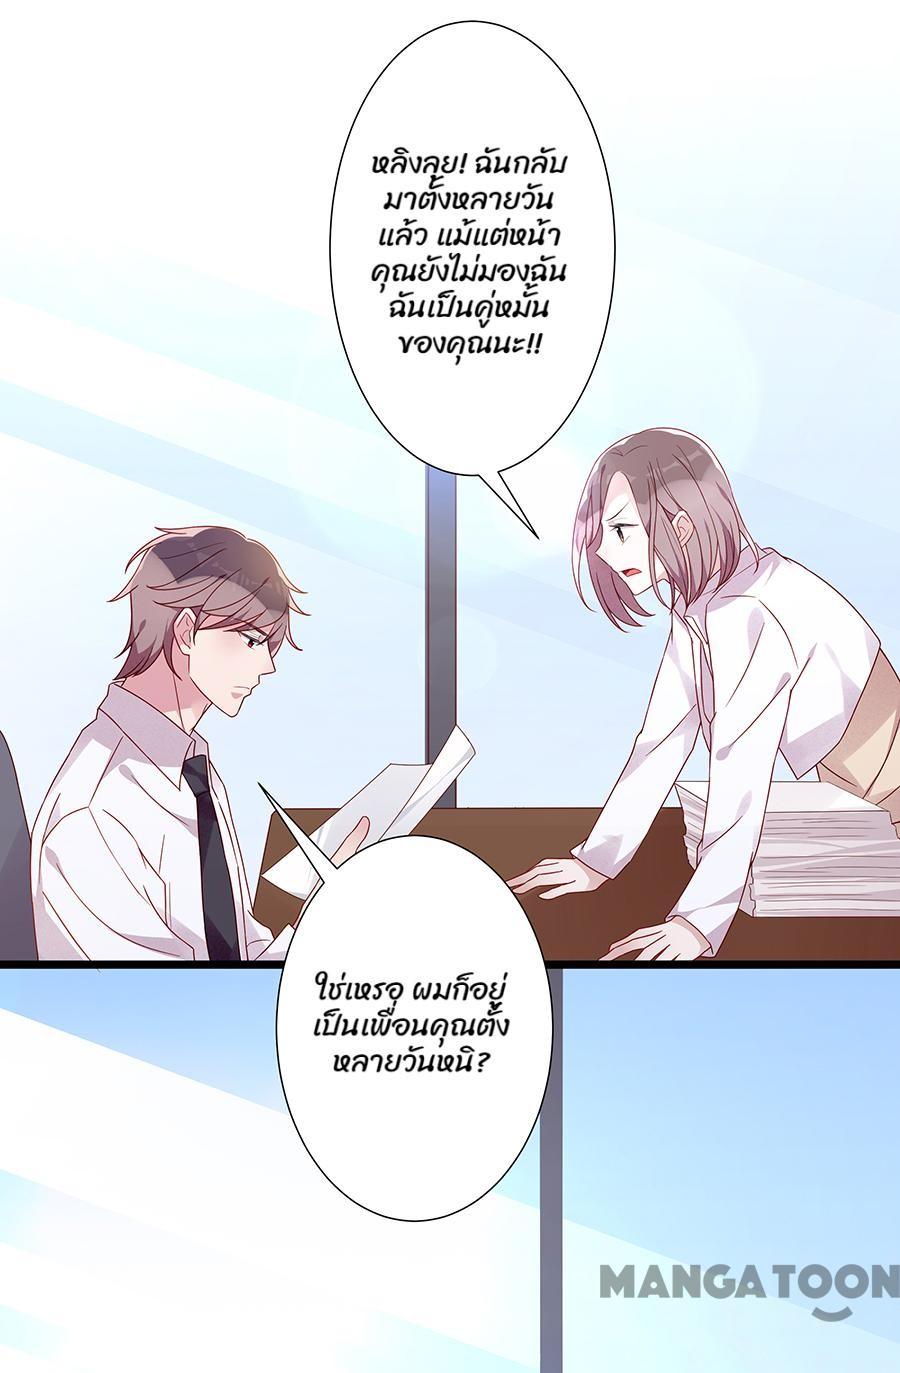 หลิงลุย! ฉันกลับ
มาตั้งหลายวัน
แล้ว แม้แต่หน้า
คุณยังไม่มองฉัน
ฉันเป็นคู่หมั้น
ของคุณนะ!!
ใช่เหรอ ผมก็อยู่
เป็นเพื่อนคุณตั้ง
หลายวันหนิ?
MANGATOON